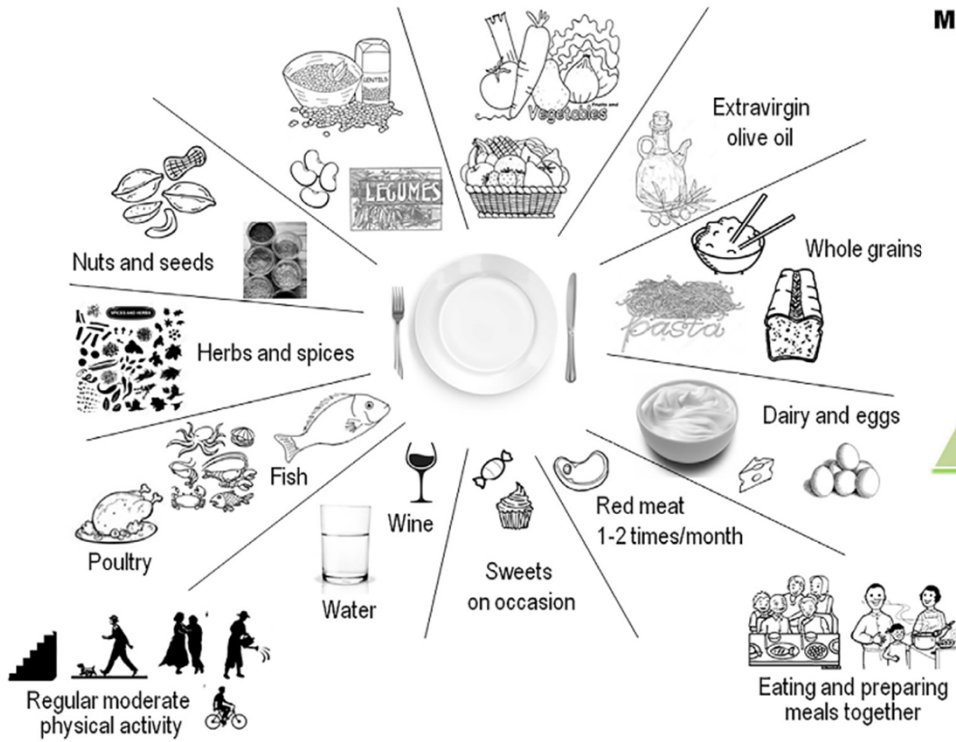 M
LENTILS
Fruits and
Vegetables
Extravirgin
olive oil
LEGUMES
Nuts and seeds
Whole grains
pasta
SPICES AND HERBS
Herbs and spices
Dairy and eggs
Fish
Poultry
Wine
Water
Red meat
1-2 times/month
Sweets
on occasion
Regular moderate
physical activity
Eating and preparing
meals together